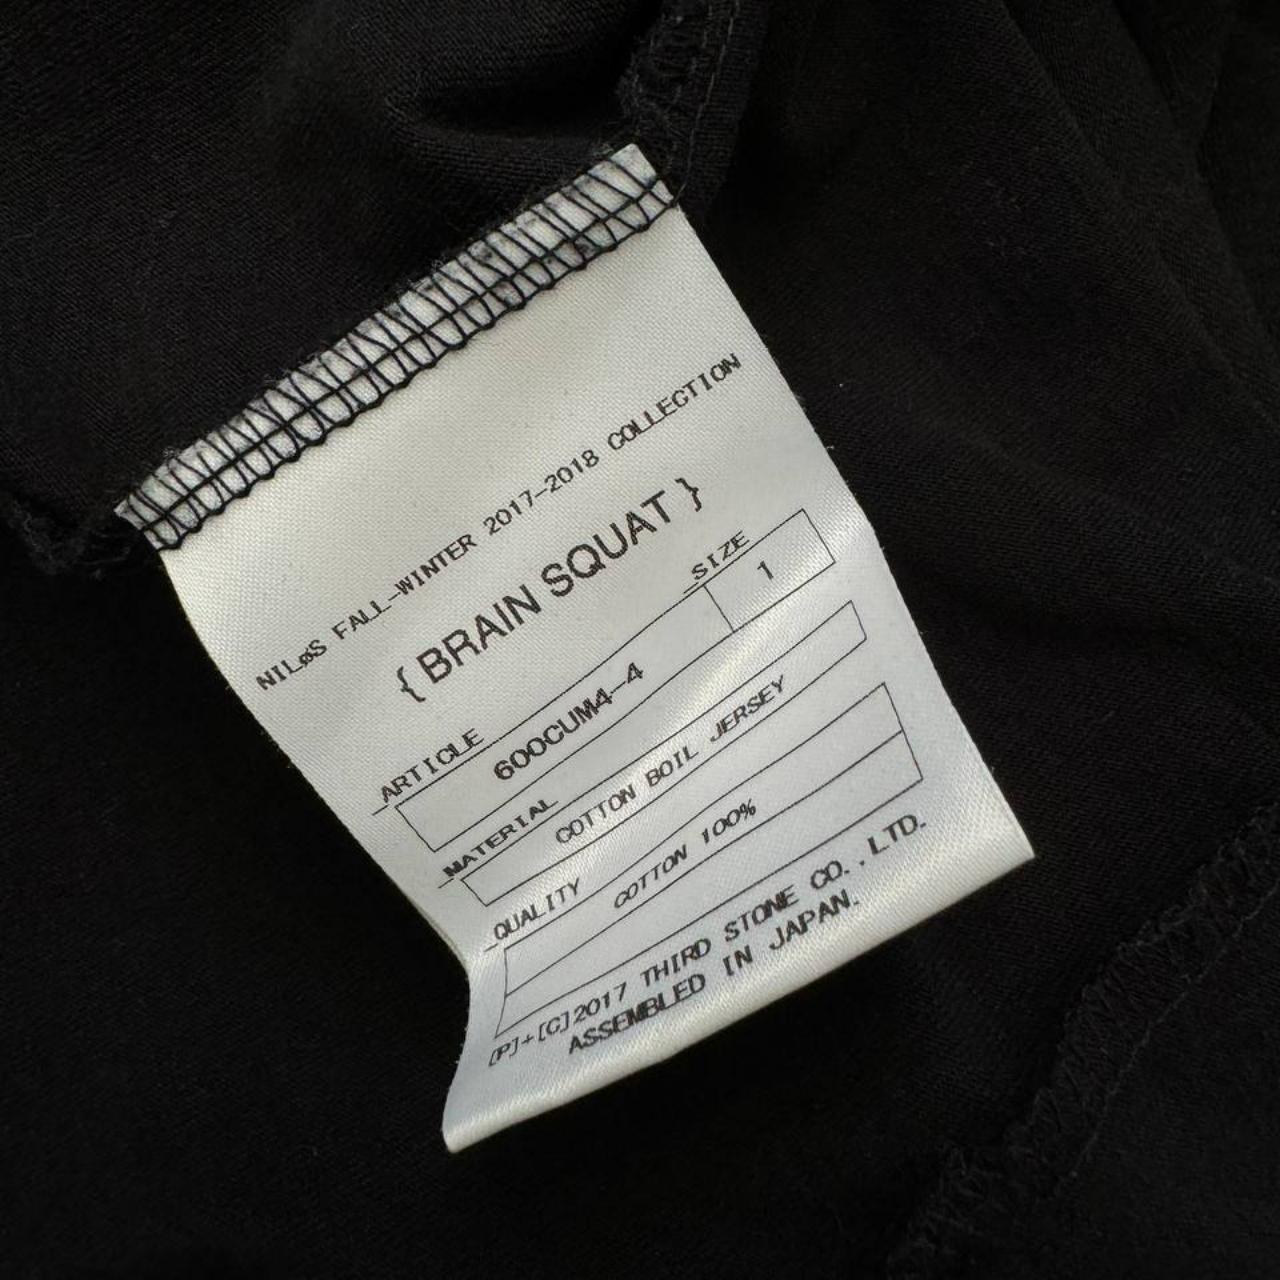 NILøS FALL-WINTER 2017-2018 COLLECTION
{ BRAIN SQUAT }
ARTICLE SIZE
600CUM4-4 1
MATERIAL
COTTON BOIL JERSEY
QUALITY
COTTON 100%
[P]+[C]2017 THIRD STONE CO.,LTD.
ASSEMBLED IN JAPAN.